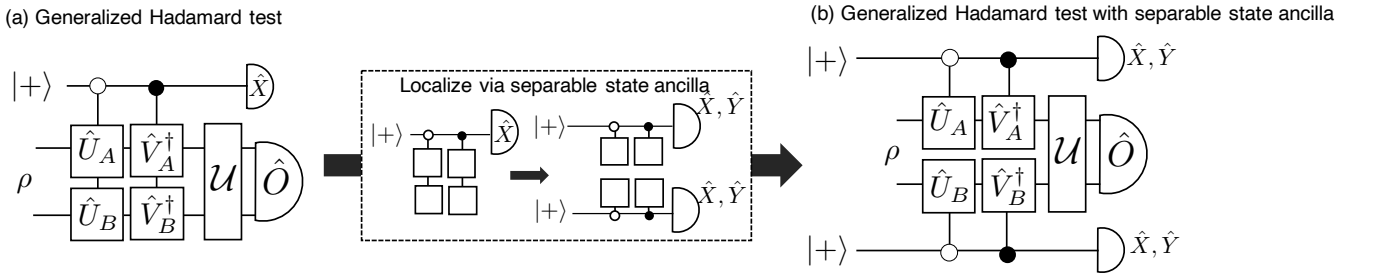 (a) Generalized Hadamard test
|+⟩
X̂
Û_A
V̂†_A
ρ
𝒰
Ô
Û_B
V̂†_B
Localize via separable state ancilla
|+⟩
X̂
|+⟩
X̂, Ŷ
|+⟩
X̂, Ŷ
(b) Generalized Hadamard test with separable state ancilla
|+⟩
X̂, Ŷ
Û_A
V̂†_A
ρ
𝒰
Ô
Û_B
V̂†_B
|+⟩
X̂, Ŷ